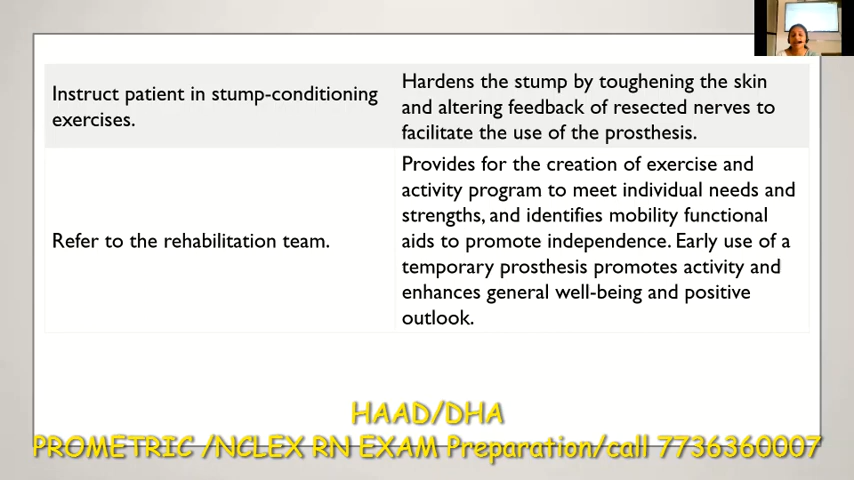 Instruct patient in stump-conditioning
exercises.
Hardens the stump by toughening the skin
and altering feedback of resected nerves to
facilitate the use of the prosthesis.
Refer to the rehabilitation team.
Provides for the creation of exercise and
activity program to meet individual needs and
strengths, and identifies mobility functional
aids to promote independence. Early use of a
temporary prosthesis promotes activity and
enhances general well-being and positive
outlook.
HAAD/DHA
PROMETRIC /NCLEX RN EXAM Preparation/call 7736360007